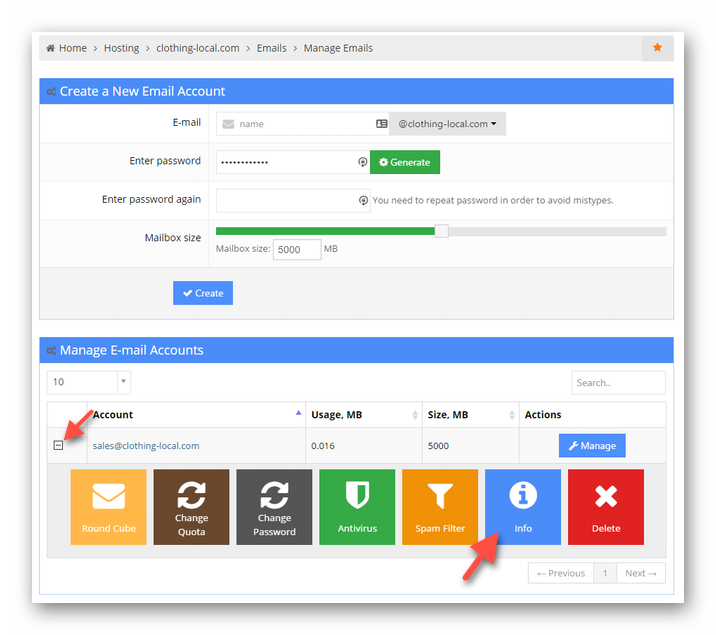 Home > Hosting > clothing-local.com > Emails > Manage Emails
Create a New Email Account
E-mail
name
@clothing-local.com
Enter password
••••••••••••
Generate
Enter password again
You need to repeat password in order to avoid mistypes.
Mailbox size
Mailbox size: 5000 MB
Create
Manage E-mail Accounts
10
Search..
Account Usage, MB Size, MB Actions
sales@clothing-local.com 0.016 5000 Manage
Round Cube
Change
Quota
Change
Password
Antivirus
Spam Filter
Info
Delete
← Previous 1 Next →